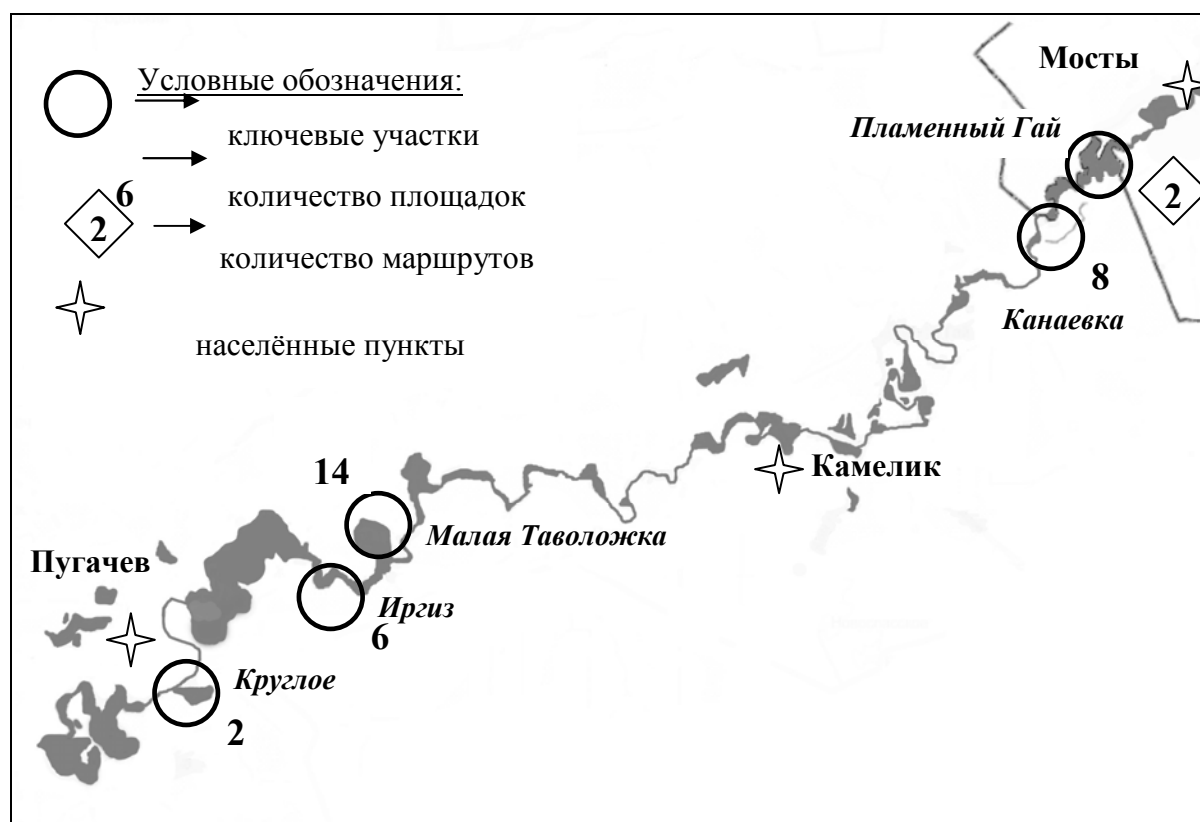 Условные обозначения:
ключевые участки
6
количество площадок
2
количество маршрутов
населённые пункты
Мосты
Пламенный Гай
2
8
Канаевка
Камелик
14
Малая Таволожка
Пугачев
Иргиз
6
Круглое
2